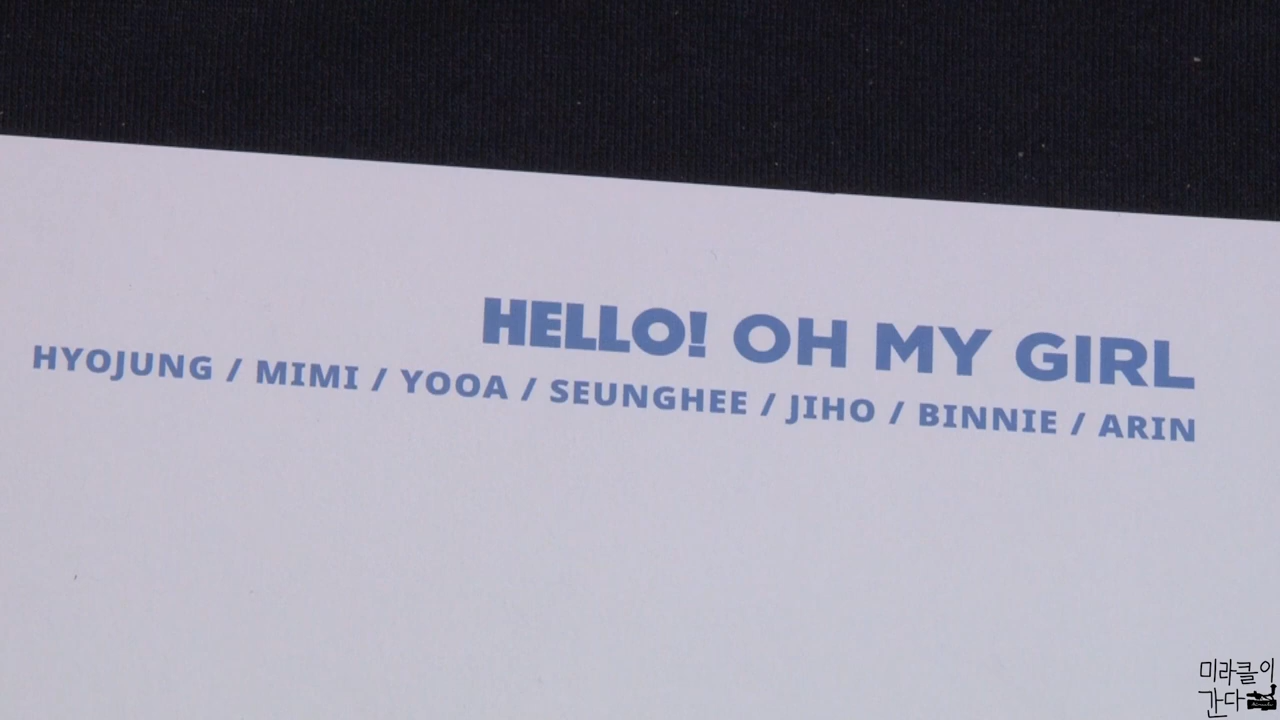 HELLO! OH MY GIRL
HYOJUNG / MIMI / YOOA / SEUNGHEE / JIHO / BINNIE / ARIN
미라클이
간다